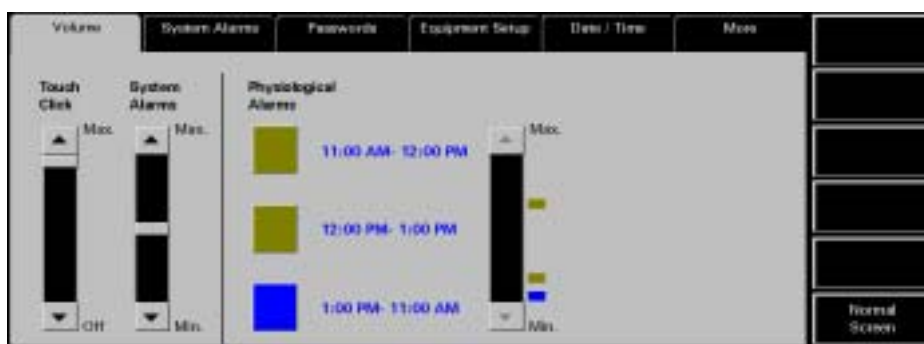 Volume
System Alarms
Passwords
Equipment Setup
Date / Time
More
Touch
Click
System
Alarms
Physiological
Alarms
Max.
Max.
Max.
11:00 AM- 12:00 PM
12:00 PM- 1:00 PM
1:00 PM- 11:00 AM
Off
Min.
Min.
Normal
Screen